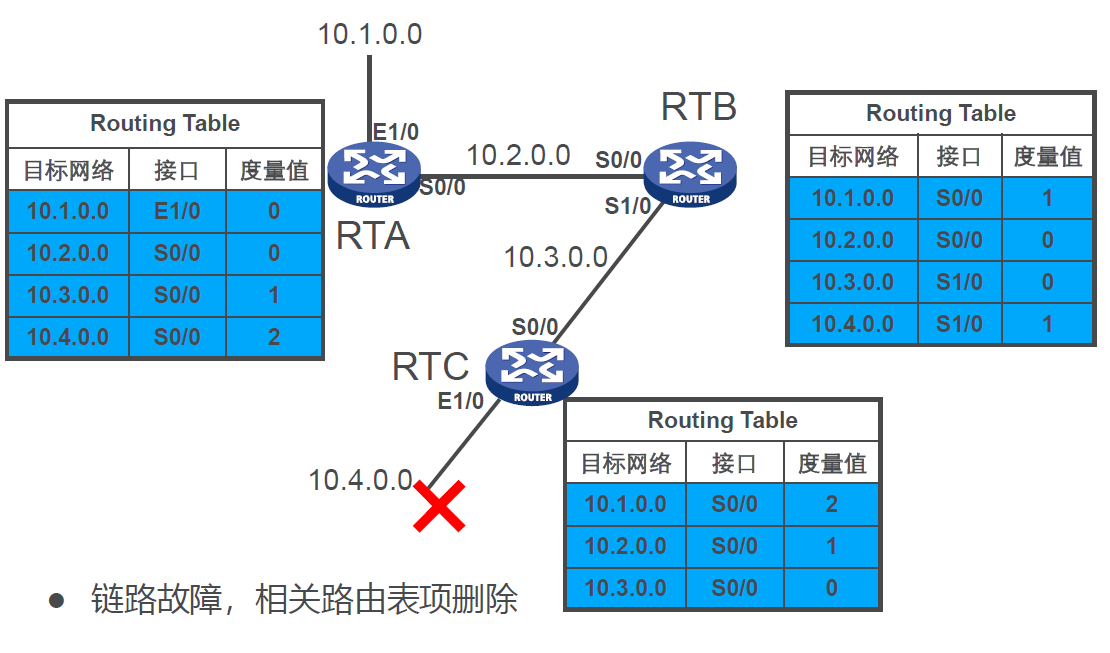 10.1.0.0
E1/0
S0/0
ROUTER
RTA
10.2.0.0
RTB
S0/0
S1/0
ROUTER
10.3.0.0
S0/0
RTC
E1/0
ROUTER
10.4.0.0
Routing Table
目标网络 接口 度量值
10.1.0.0 E1/0 0
10.2.0.0 S0/0 0
10.3.0.0 S0/0 1
10.4.0.0 S0/0 2
Routing Table
目标网络 接口 度量值
10.1.0.0 S0/0 1
10.2.0.0 S0/0 0
10.3.0.0 S1/0 0
10.4.0.0 S1/0 1
Routing Table
目标网络 接口 度量值
10.1.0.0 S0/0 2
10.2.0.0 S0/0 1
10.3.0.0 S0/0 0
● 链路故障，相关路由表项删除